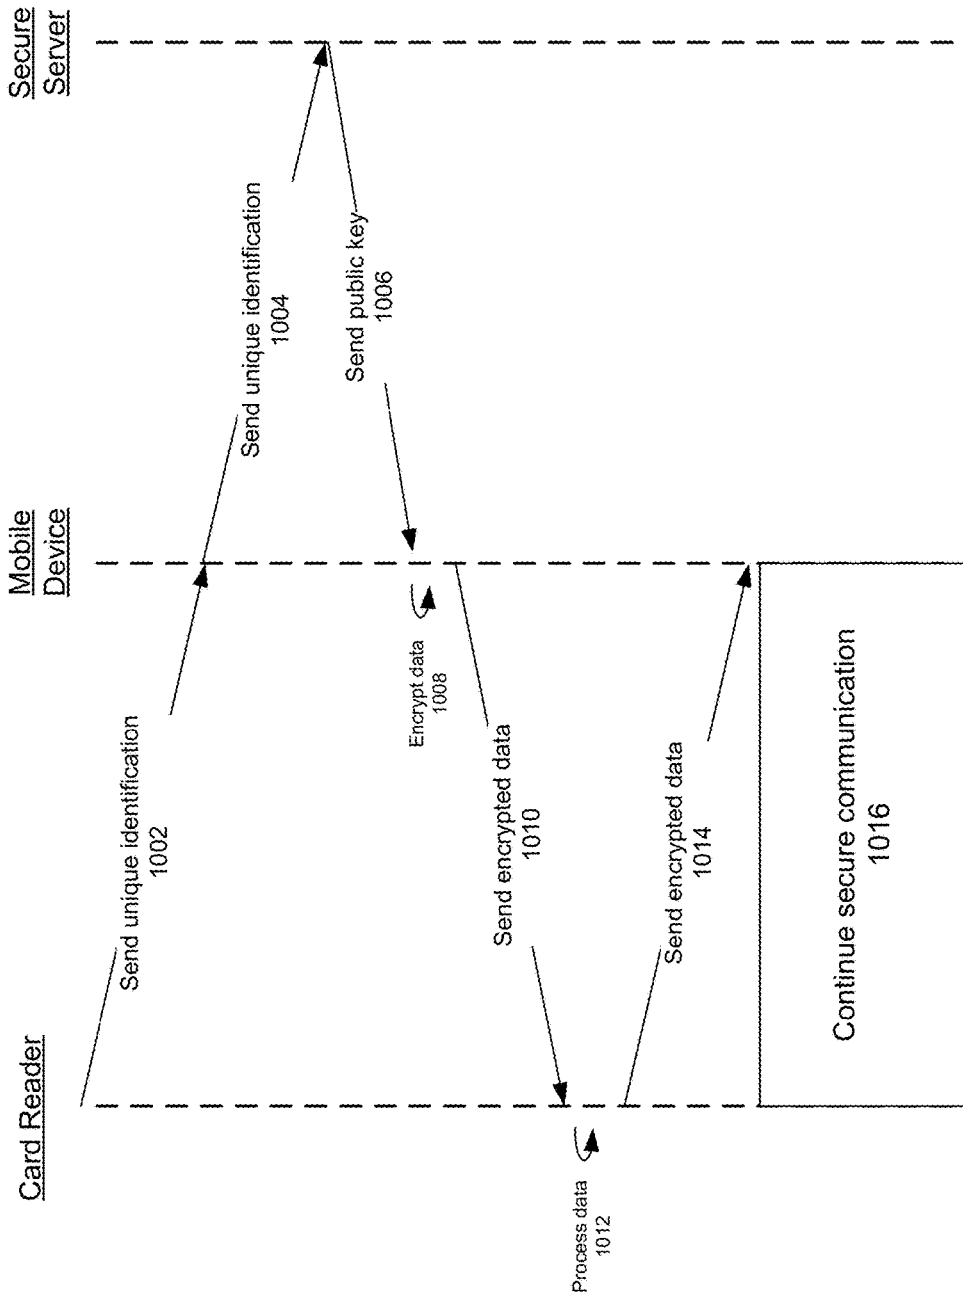 Card Reader
Mobile
Device
Secure
Server
Send unique identification
1002
Send unique identification
1004
Send public key
1006
Encrypt data
1008
Send encrypted data
1010
Process data
1012
Send encrypted data
1014
Continue secure communication
1016